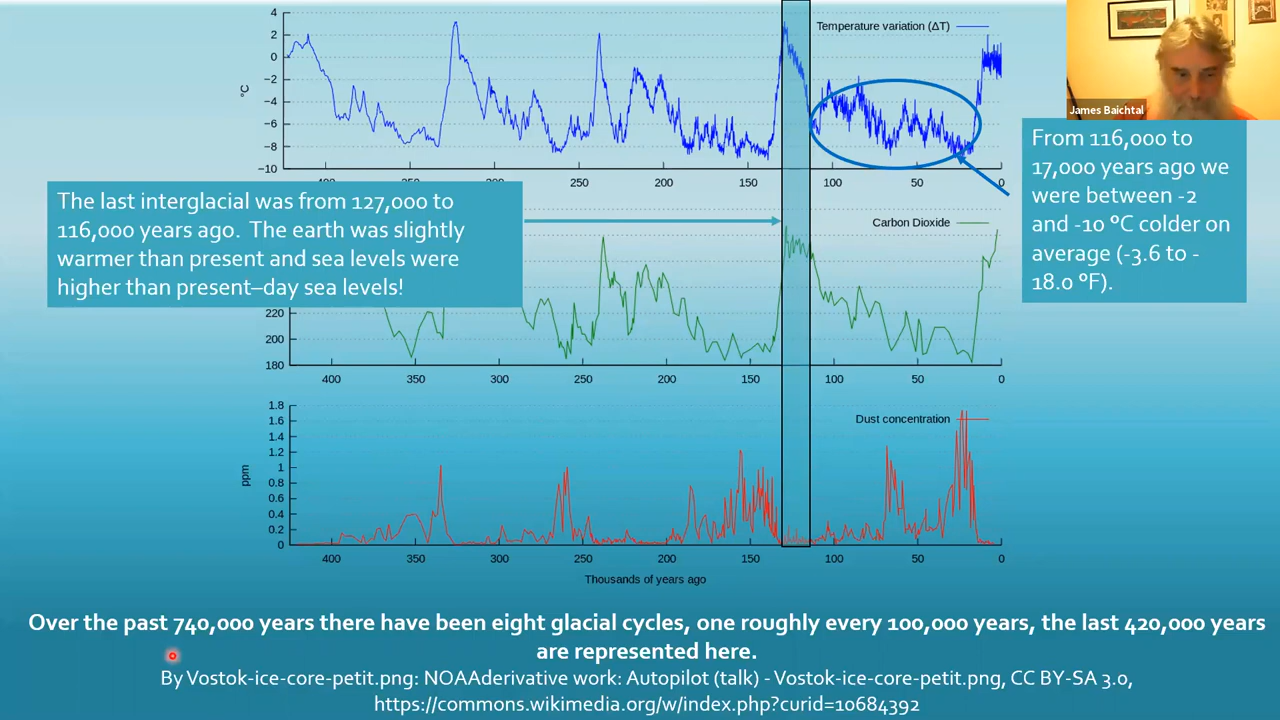 4
2
0
−2
−4
−6
−8
−10
°C
Temperature variation (ΔT)
250
200
150
100
50
0
James Baichtal
From 116,000 to
17,000 years ago we
were between -2
and -10 °C colder on
average (-3.6 to -
18.0 °F).
The last interglacial was from 127,000 to
116,000 years ago. The earth was slightly
warmer than present and sea levels were
higher than present–day sea levels!
Carbon Dioxide
220
200
180
400
350
300
250
200
150
100
50
0
1.8
1.6
1.4
1.2
1
0.8
0.6
0.4
0.2
0
ppm
Dust concentration
400
350
300
250
200
150
100
50
0
Thousands of years ago
Over the past 740,000 years there have been eight glacial cycles, one roughly every 100,000 years, the last 420,000 years
are represented here.
By Vostok-ice-core-petit.png: NOAAderivative work: Autopilot (talk) - Vostok-ice-core-petit.png, CC BY-SA 3.0,
https://commons.wikimedia.org/w/index.php?curid=10684392